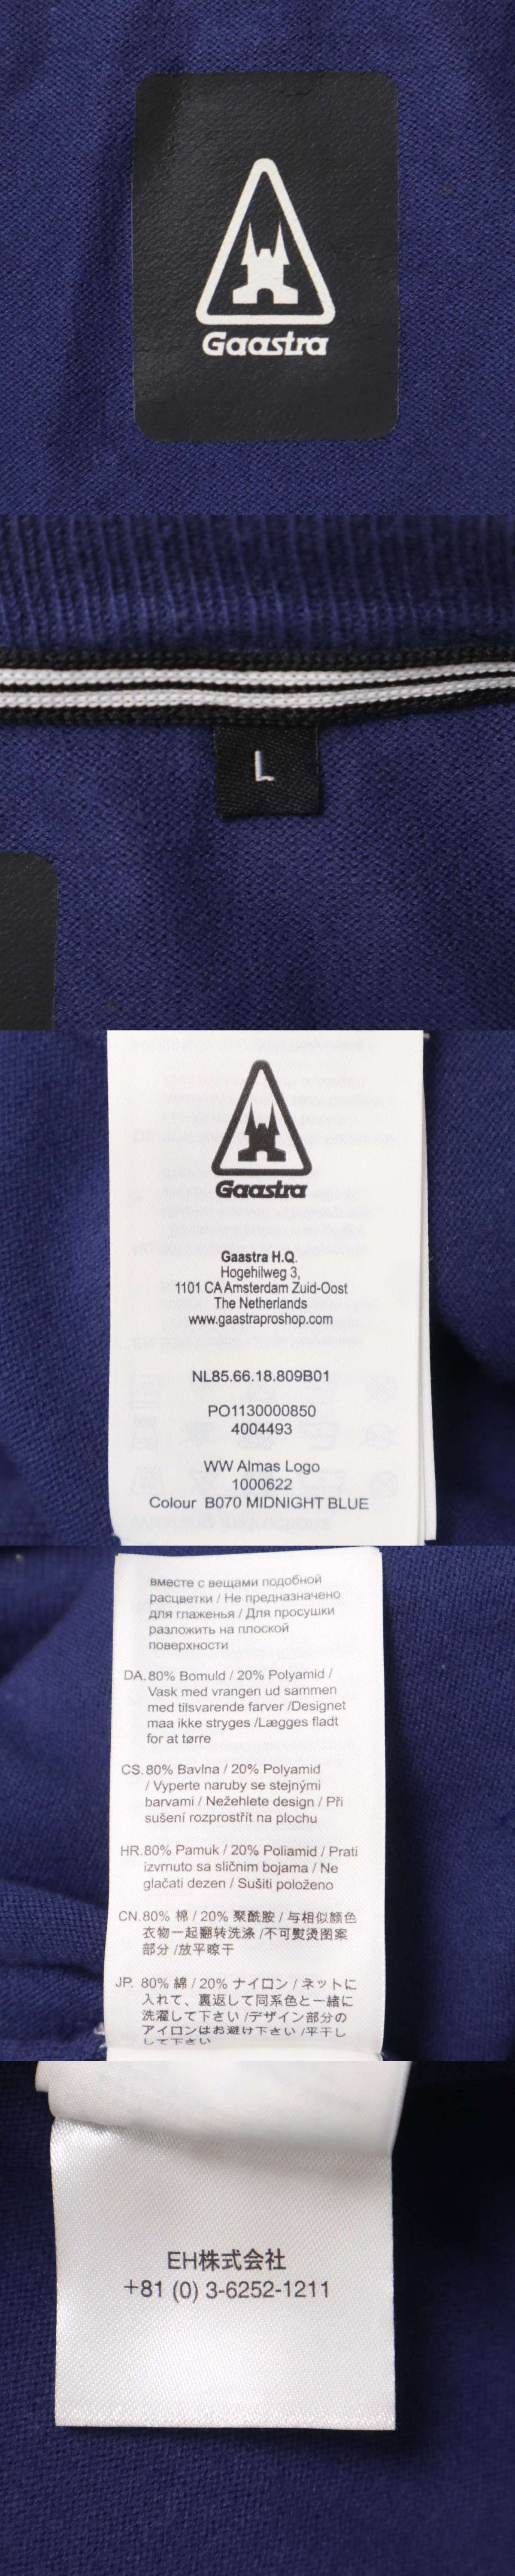 Gaastra
L
Gaastra
Gaastra H.Q.
Hogehilweg 3,
1101 CA Amsterdam Zuid-Oost
The Netherlands
www.gaastraproshop.com
NL85.66.18.809B01
PO1130000850
4004493
WW Almas Logo
1000622
Colour B070 MIDNIGHT BLUE
вместе с вещами подобной
расцветки / Не предназначено
для глаженья / Для просушки
разложить на плоской
поверхности
DA. 80% Bomuld / 20% Polyamid /
Vask med vrangen ud sammen
med tilsvarende farver /Designet
maa ikke stryges /Lægges fladt
for at tørre
CS. 80% Bavlna / 20% Polyamid
/ Vyperte naruby se stejnými
barvami / Nežehlete design / Při
sušení rozprostřít na plochu
HR. 80% Pamuk / 20% Poliamid / Prati
izvrnuto sa sličnim bojama / Ne
glačati dezen / Sušiti položeno
CN. 80% 棉 / 20% 聚酰胺 / 与相似颜色
衣物一起翻转洗涤 /不可熨烫图案
部分 /放平晾干
JP. 80% 綿 / 20% ナイロン / ネットに
入れて、裏返して同系色と一緒に
洗濯して下さい /デザイン部分の
アイロンはお避け下さい /平干し
して下さい
EH株式会社
+81 (0) 3-6252-1211